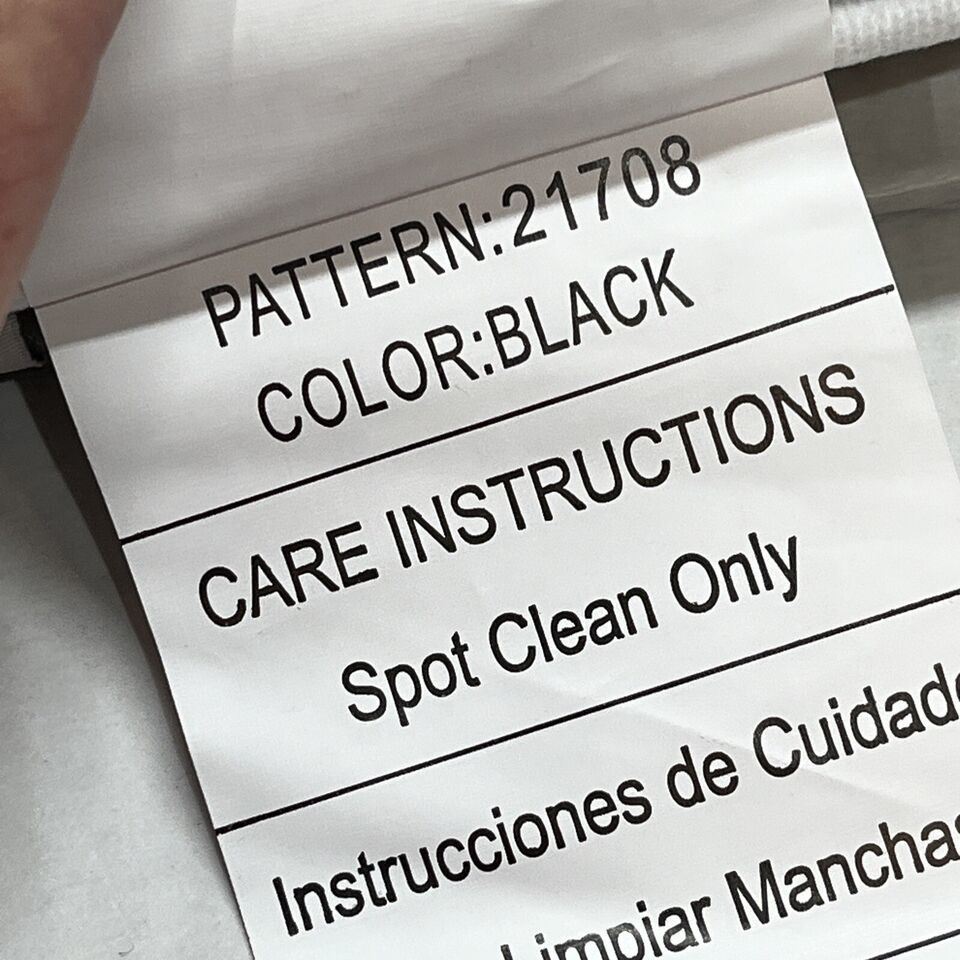 PATTERN:21708
COLOR:BLACK
CARE INSTRUCTIONS
Spot Clean Only
Instrucciones de Cuidado
Limpiar Manchas